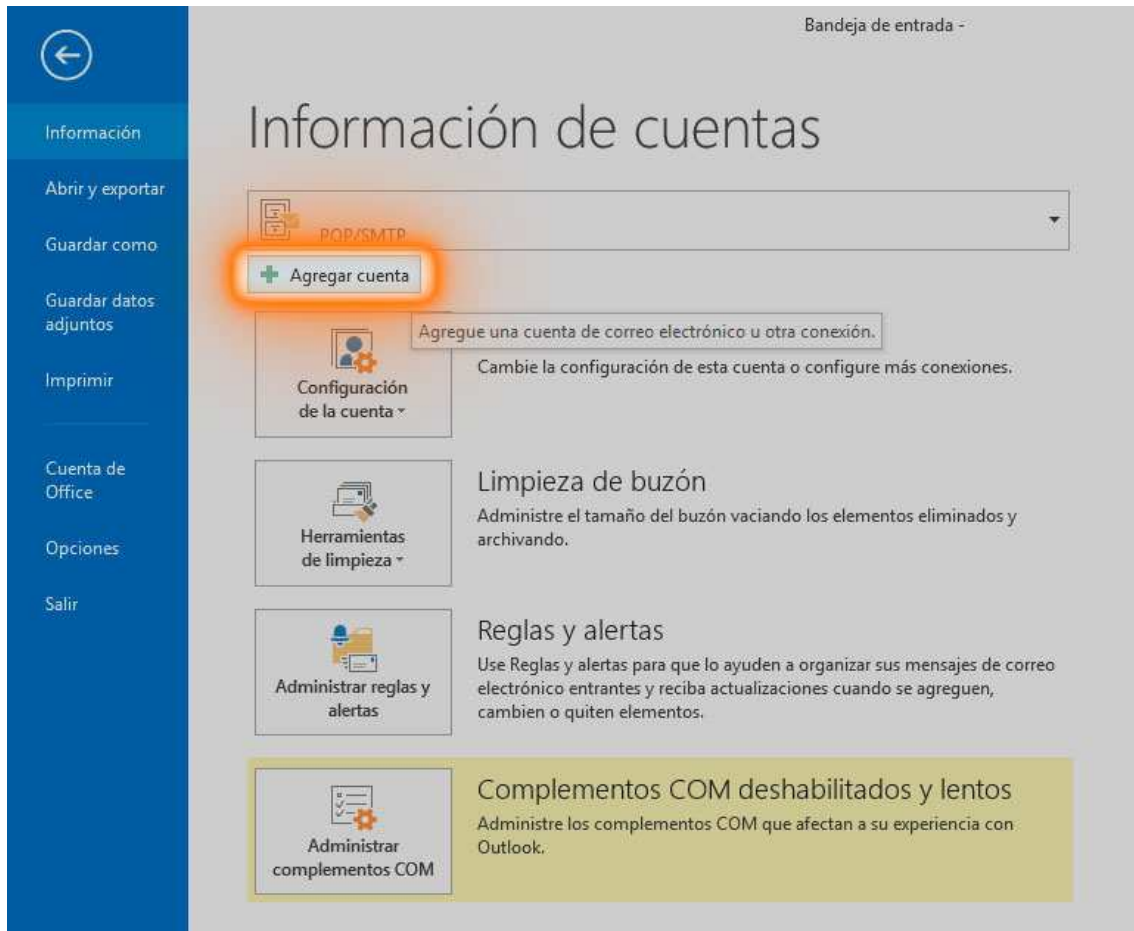 Bandeja de entrada -
Información
Abrir y exportar
Guardar como
Guardar datos
adjuntos
Imprimir
Cuenta de
Office
Opciones
Salir
Información de cuentas
POP/SMTP
Agregar cuenta
Agregue una cuenta de correo electrónico u otra conexión.
Configuración
de la cuenta
Cambie la configuración de esta cuenta o configure más conexiones.
Herramientas
de limpieza
Limpieza de buzón
Administre el tamaño del buzón vaciando los elementos eliminados y
archivando.
Administrar reglas y
alertas
Reglas y alertas
Use Reglas y alertas para que lo ayuden a organizar sus mensajes de correo
electrónico entrantes y reciba actualizaciones cuando se agreguen,
cambien o quiten elementos.
Administrar
complementos COM
Complementos COM deshabilitados y lentos
Administre los complementos COM que afectan a su experiencia con
Outlook.